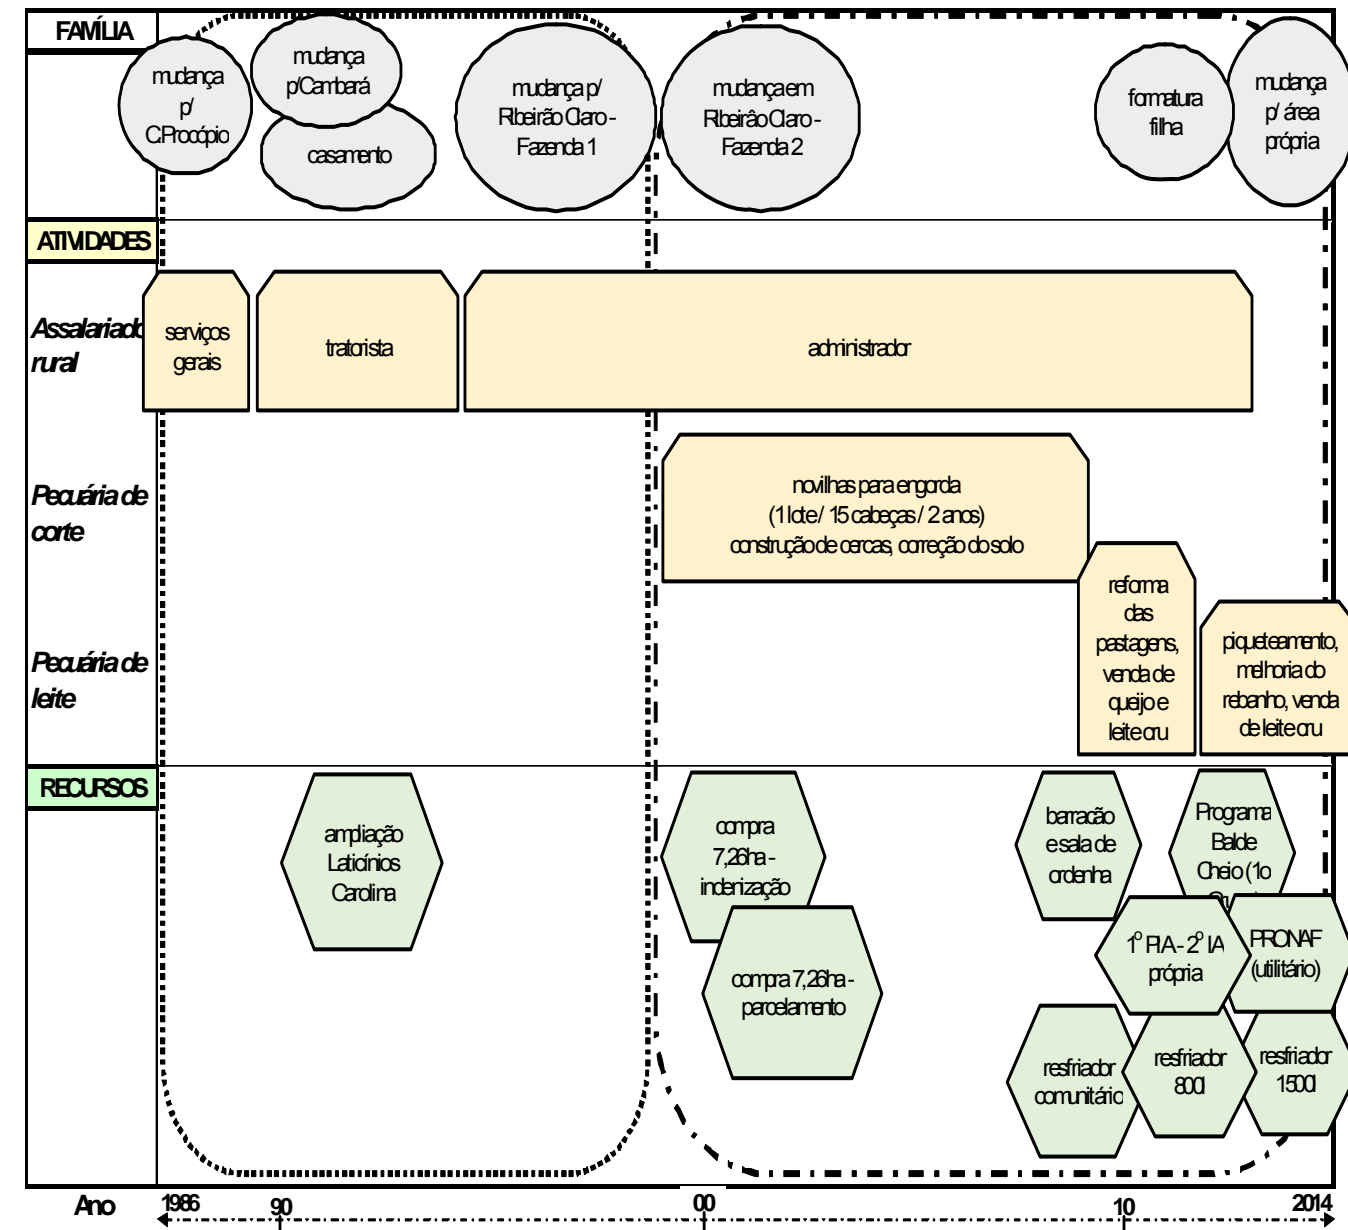 FAMÍLIA
mudança
p/
C.Procópio
mudança
p/Cambará
casamento
mudança p/
Ribeirão Claro -
Fazenda 1
mudança em
Ribeirão Claro -
Fazenda 2
formatura
filha
mudança
p/ área
própria
ATIVIDADES
Assalariado
rural
serviços
gerais
tratorista
administrador
Pecuária de
corte
novilhas para engorda
(1 lote / 15 cabeças / 2 anos)
construção de cercas, correção do solo
Pecuária de
leite
reforma
das
pastagens,
venda de
queijo e
leite cru
piqueteamento,
melhoria do
rebanho, venda
de leite cru
RECURSOS
ampliação
Laticínios
Carolina
compra
7,26ha -
indenização
compra 7,26ha -
parcelamento
barracão
e sala de
ordenha
Programa
Balde
Cheio (1o
1º PIA - 2º IA
própria
PRONAF
(utilitário)
resfriador
comunitário
resfriador
800l
resfriador
1500l
Ano 1986 90 00 10 2014